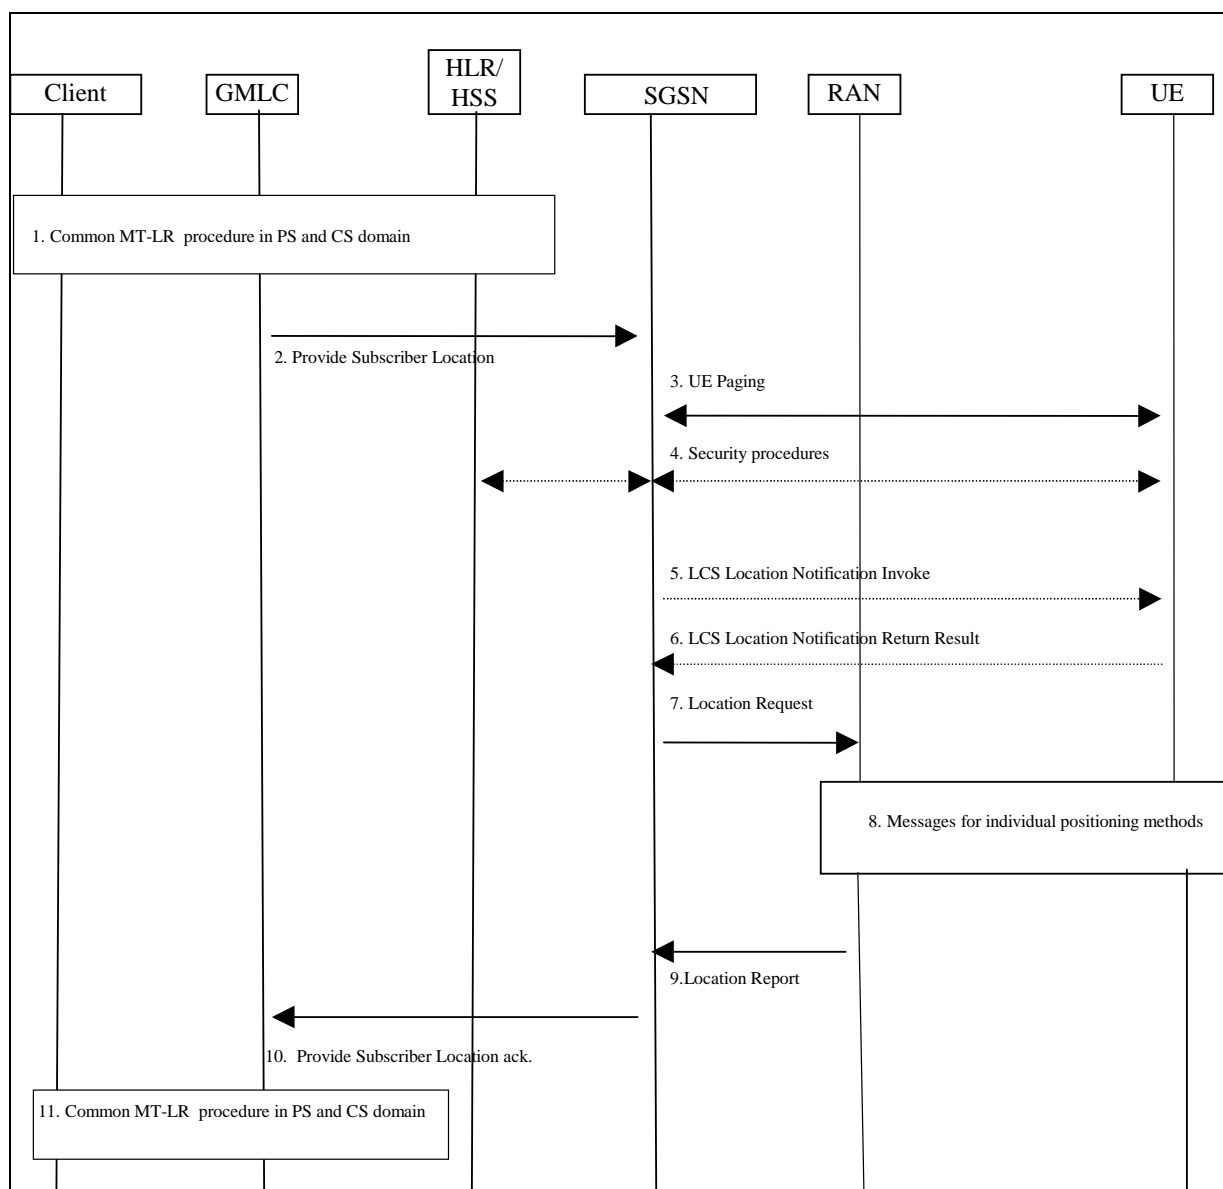 Client
GMLC
HLR/
HSS
SGSN
RAN
UE
1. Common MT-LR procedure in PS and CS domain
2. Provide Subscriber Location
3. UE Paging
4. Security procedures
5. LCS Location Notification Invoke
6. LCS Location Notification Return Result
7. Location Request
8. Messages for individual positioning methods
9.Location Report
10. Provide Subscriber Location ack.
11. Common MT-LR procedure in PS and CS domain